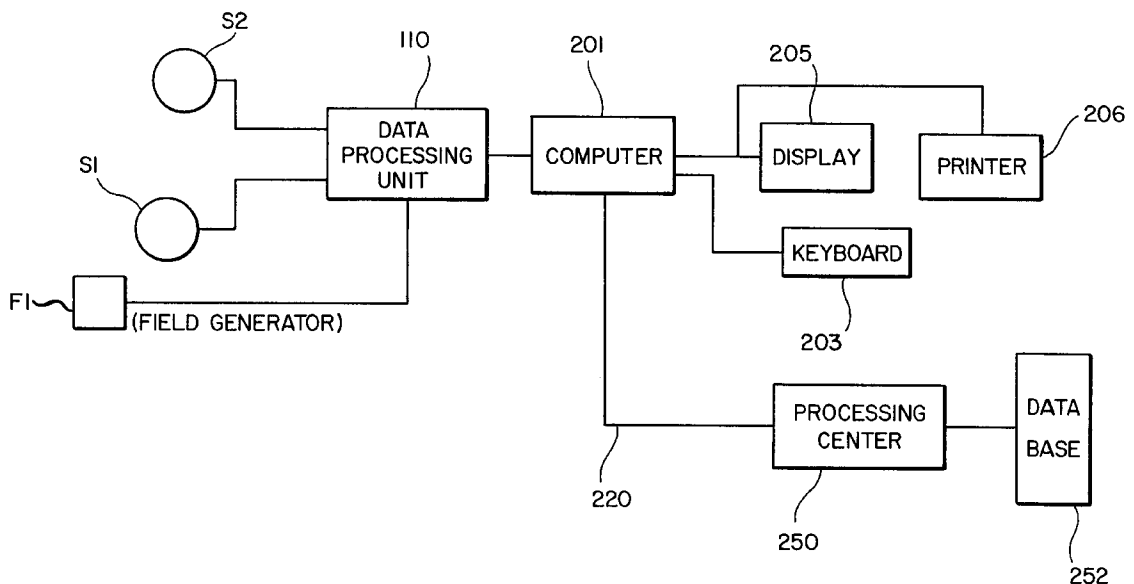 S2
110
201
205
206
DATA
PROCESSING
UNIT
COMPUTER
DISPLAY
PRINTER
S1
KEYBOARD
F1
(FIELD GENERATOR)
203
PROCESSING
CENTER
DATA
BASE
220
250
252